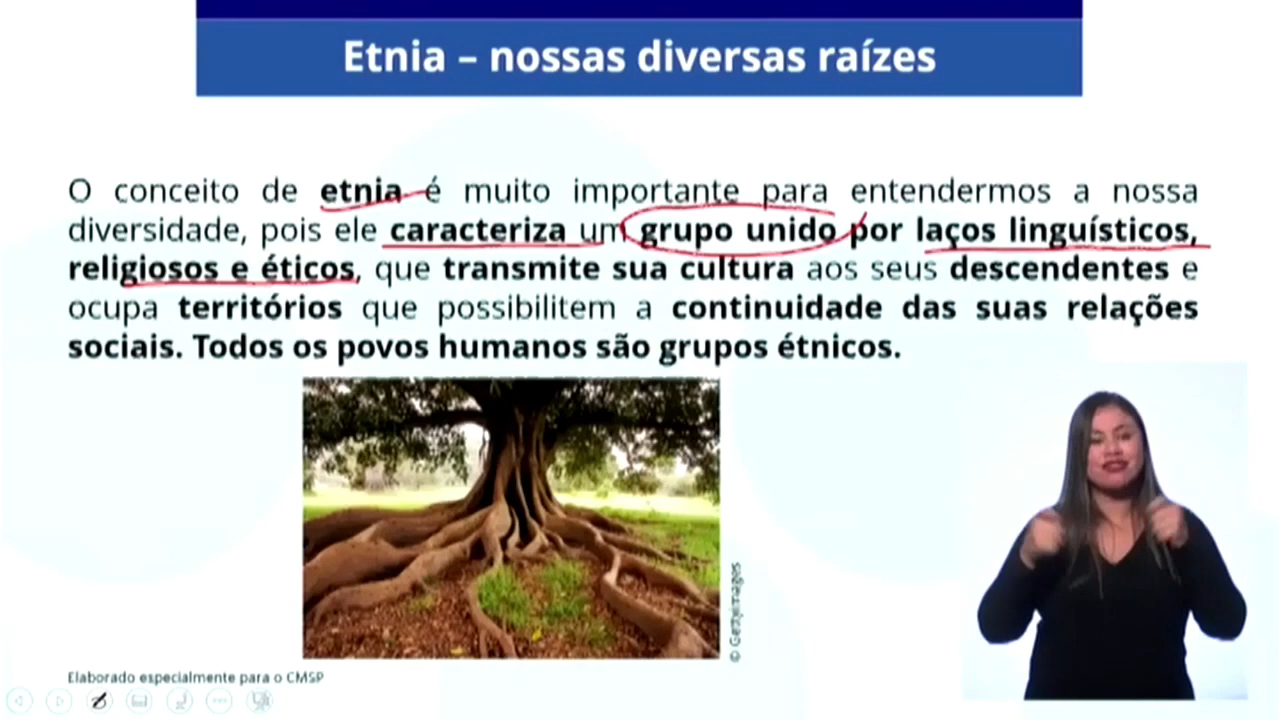 Etnia – nossas diversas raízes
O conceito de etnia é muito importante para entendermos a nossa
diversidade, pois ele caracteriza um grupo unido por laços linguísticos,
religiosos e éticos, que transmite sua cultura aos seus descendentes e
ocupa territórios que possibilitem a continuidade das suas relações
sociais. Todos os povos humanos são grupos étnicos.
© Gettyimages
Elaborado especialmente para o CMSP